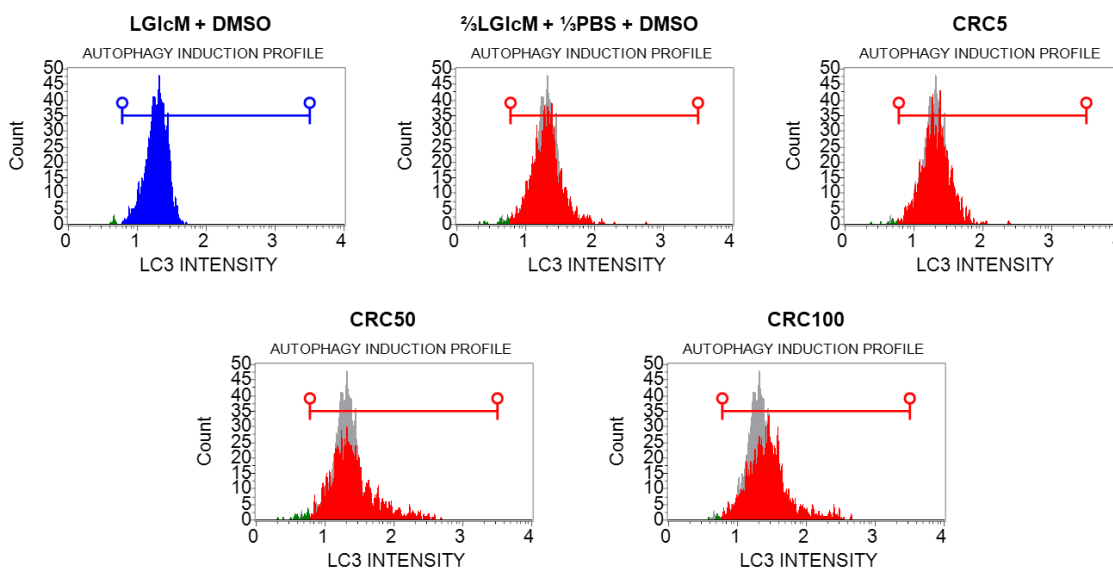 LGlcM + DMSO
AUTOPHAGY INDUCTION PROFILE
50
45
40
35
30
25
20
15
10
5
0
Count
0 1 2 3 4
LC3 INTENSITY
⅔LGlcM + ⅓PBS + DMSO
AUTOPHAGY INDUCTION PROFILE
50
45
40
35
30
25
20
15
10
5
0
Count
0 1 2 3 4
LC3 INTENSITY
CRC5
AUTOPHAGY INDUCTION PROFILE
50
45
40
35
30
25
20
15
10
5
0
Count
0 1 2 3
LC3 INTENSITY
CRC50
AUTOPHAGY INDUCTION PROFILE
50
45
40
35
30
25
20
15
10
5
0
Count
0 1 2 3 4
LC3 INTENSITY
CRC100
AUTOPHAGY INDUCTION PROFILE
50
45
40
35
30
25
20
15
10
5
0
Count
0 1 2 3 4
LC3 INTENSITY